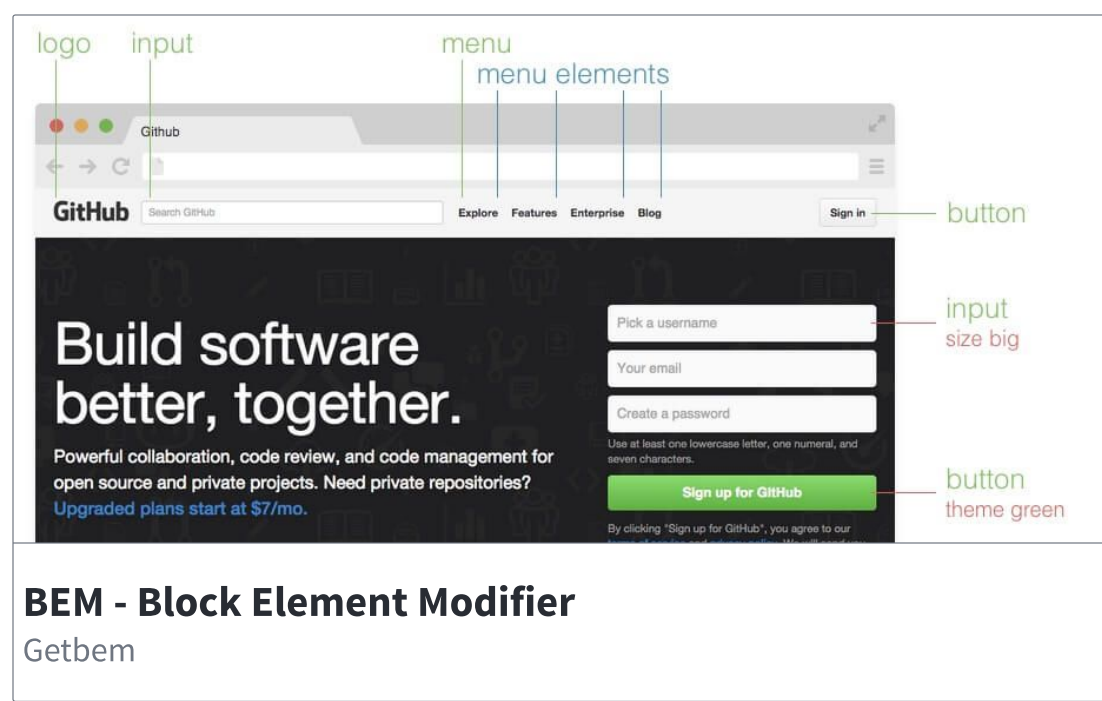 logo input menu
menu elements
Github
GitHub Search GitHub Explore Features Enterprise Blog Sign in button
Build software
better, together.
Powerful collaboration, code review, and code management for
open source and private projects. Need private repositories?
Upgraded plans start at $7/mo.
Pick a username
input
size big
Your email
Create a password
Use at least one lowercase letter, one numeral, and
seven characters.
Sign up for GitHub
button
theme green
By clicking "Sign up for GitHub", you agree to our
BEM - Block Element Modifier
Getbem